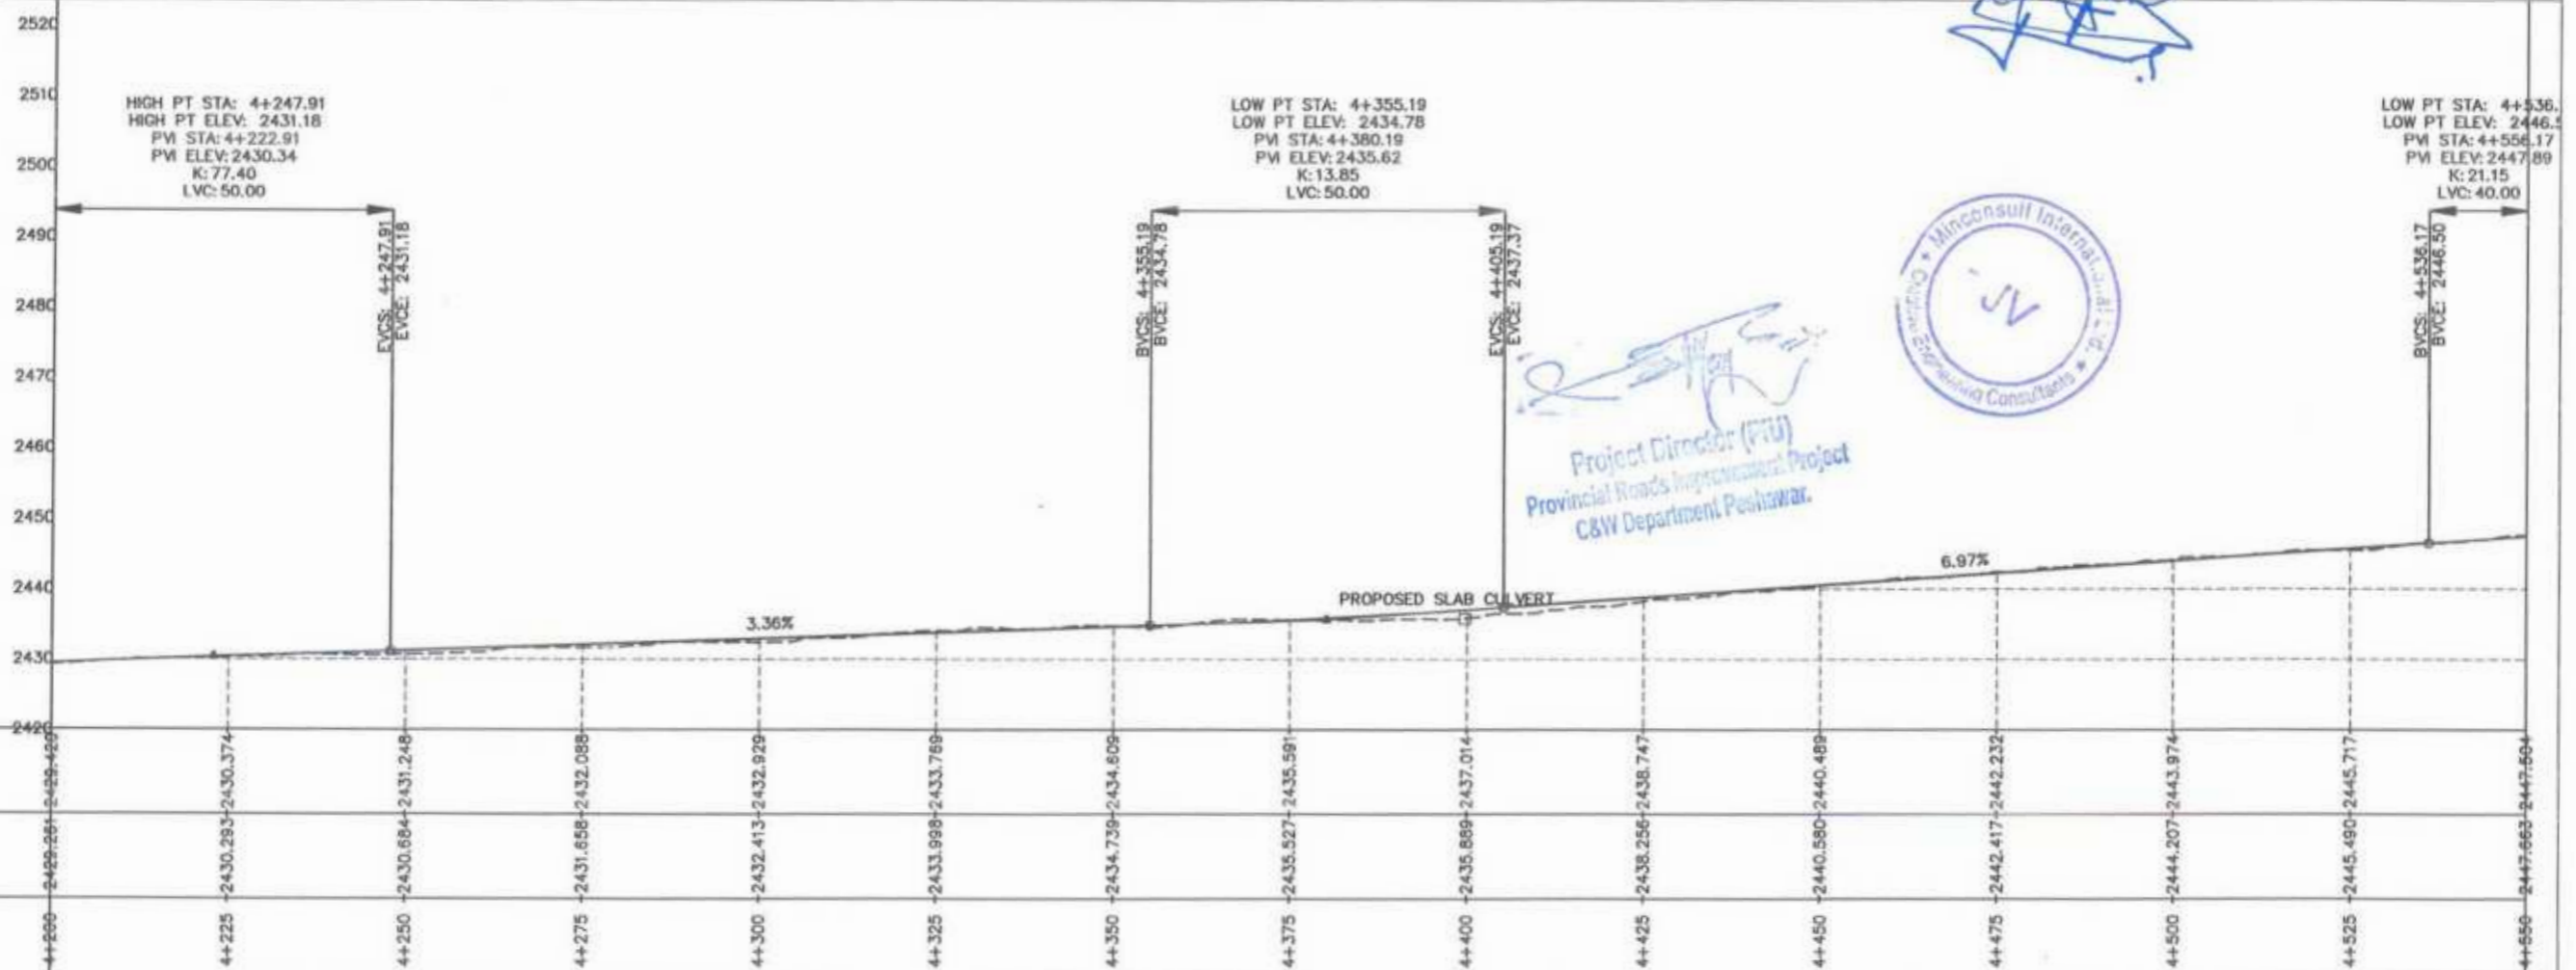 2520
2510
2500
2490
2480
2470
2460
2450
2440
2430
2420
HIGH PT STA: 4+247.91
HIGH PT ELEV: 2431.18
PVI STA: 4+222.91
PVI ELEV: 2430.34
K: 77.40
LVC: 50.00
EVCS: 4+247.91
EVCE: 2431.18
LOW PT STA: 4+355.19
LOW PT ELEV: 2434.78
PVI STA: 4+380.19
PVI ELEV: 2435.62
K: 13.85
LVC: 50.00
BVCS: 4+355.19
BVCE: 2434.78
EVCS: 4+405.19
EVCE: 2437.37
LOW PT STA: 4+536.
LOW PT ELEV: 2446.
PVI STA: 4+556.17
PVI ELEV: 2447.89
K: 21.15
LVC: 40.00
BVCS: 4+536.17
BVCE: 2446.50
Minconsult International Ltd.
Engineering Consultants
JV
Project Director (PIU)
Provincial Roads Improvement Project
C&W Department Peshawar.
3.36%
PROPOSED SLAB CULVERT
6.97%
2429.429 2430.374 2431.248 2432.088 2432.929 2433.769 2434.609 2435.591 2437.014 2438.747 2440.489 2442.232 2443.974 2445.717 2447.504
2429.261 2430.293 2430.684 2431.658 2432.413 2433.998 2434.739 2435.527 2435.889 2438.256 2440.580 2442.417 2444.207 2445.490 2447.663
4+200 4+225 4+250 4+275 4+300 4+325 4+350 4+375 4+400 4+425 4+450 4+475 4+500 4+525 4+550